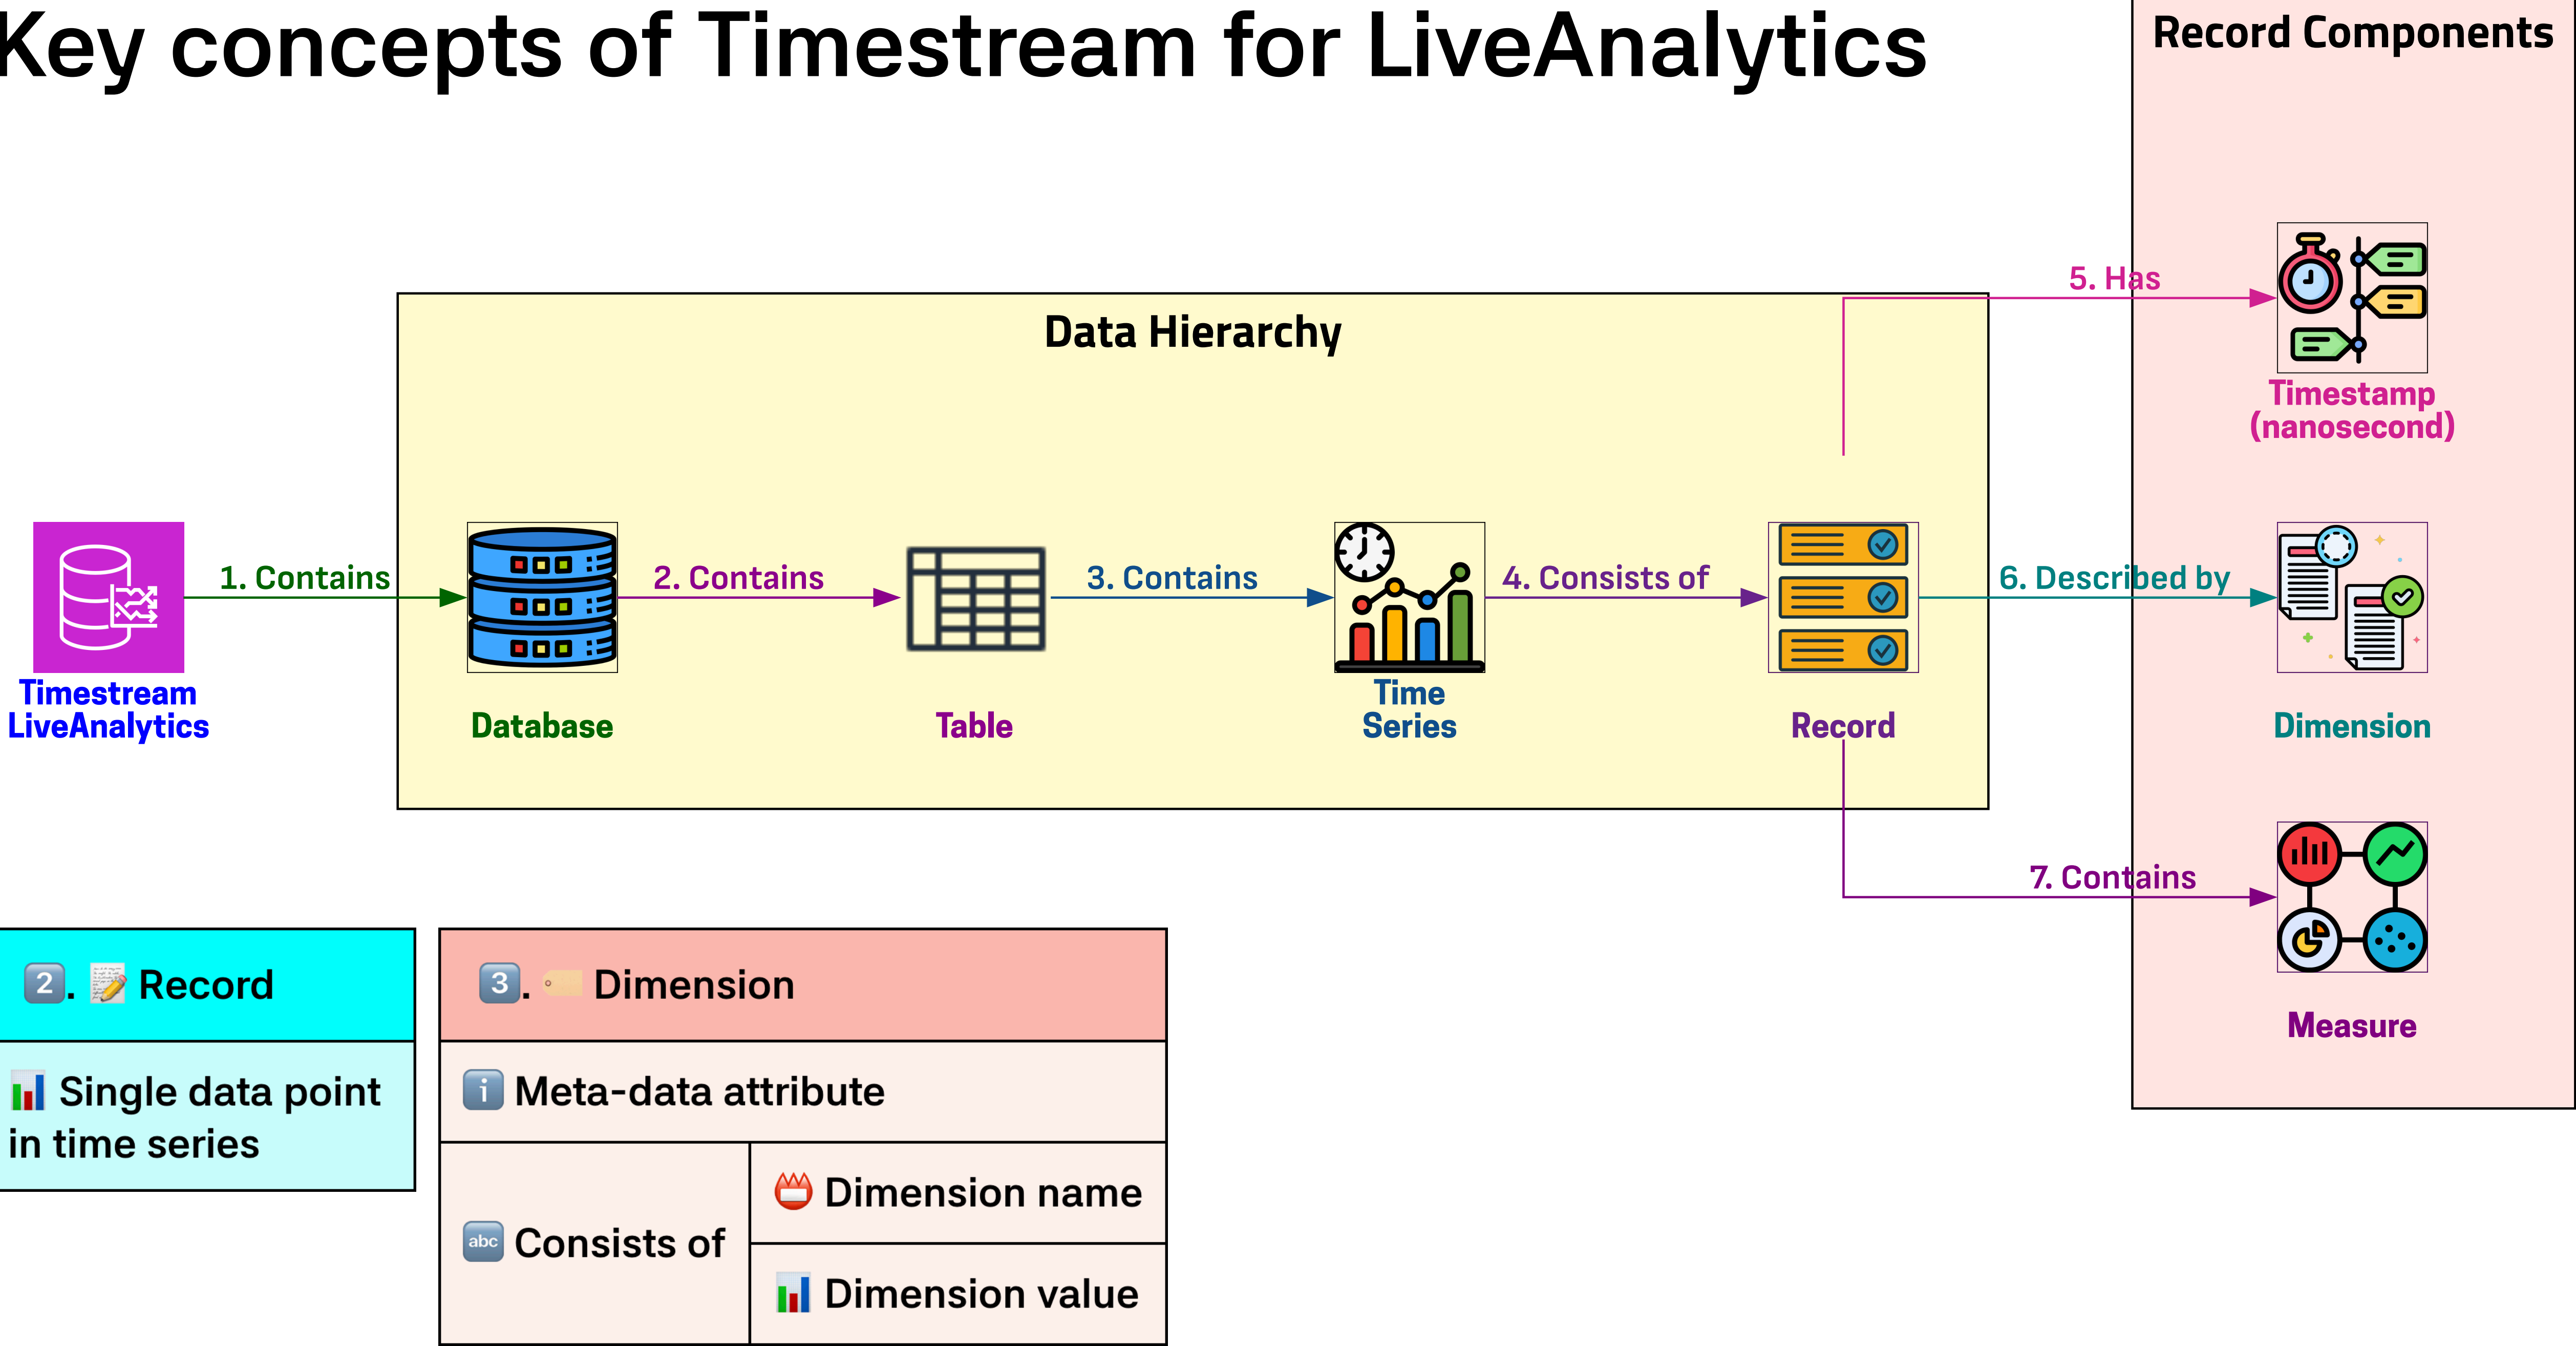 Key concepts of Timestream for LiveAnalytics
Record Components
Data Hierarchy
5. Has
Timestamp
(nanosecond)
1. Contains
2. Contains
3. Contains
4. Consists of
6. Described by
Timestream
LiveAnalytics
Database
Table
Time
Series
Record
Dimension
7. Contains
Measure
2. Record
Single data point
in time series
3. Dimension
i Meta-data attribute
abc Consists of
Dimension name
Dimension value